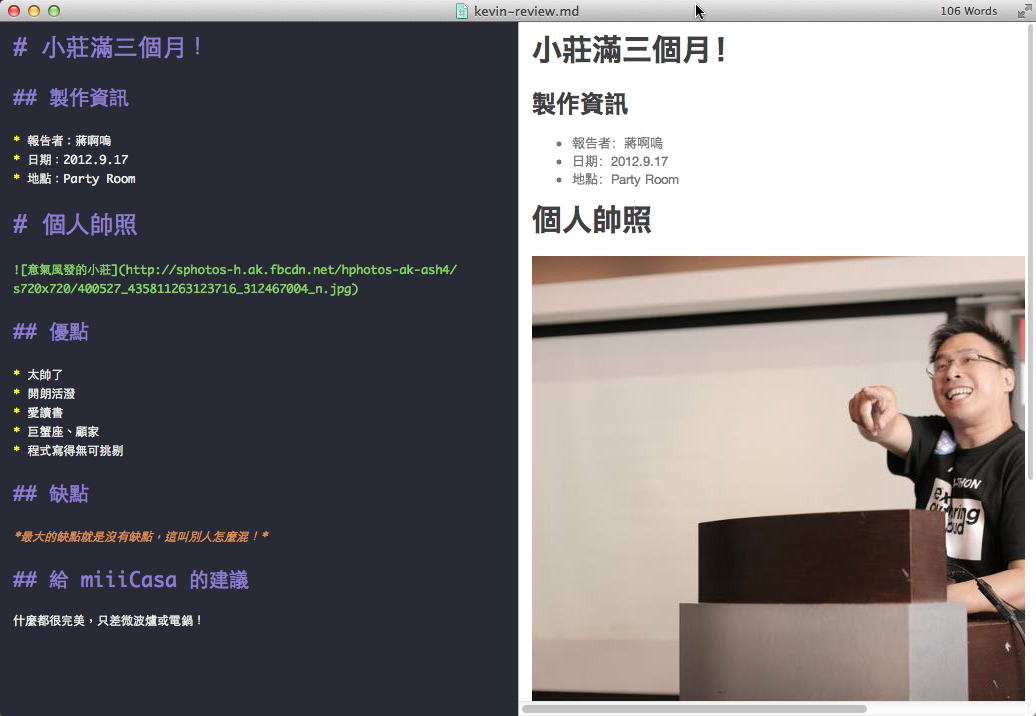 kevin-review.md
106 Words
# 小莊滿三個月！
## 製作資訊
* 報告者：蔣啊嗚
* 日期：2012.9.17
* 地點：Party Room
# 個人帥照
![意氣風發的小莊](http://sphotos-h.ak.fbcdn.net/hphotos-ak-ash4/
s720x720/400527_435811263123716_312467004_n.jpg)
## 優點
* 太帥了
* 開朗活潑
* 愛讀書
* 巨蟹座、顧家
* 程式寫得無可挑剔
## 缺點
*最大的缺點就是沒有缺點，這叫別人怎麼混！*
## 給 miiiCasa 的建議
什麼都很完美，只差微波爐或電鍋！
小莊滿三個月！
製作資訊
• 報告者：蔣啊嗚
• 日期：2012.9.17
• 地點：Party Room
個人帥照